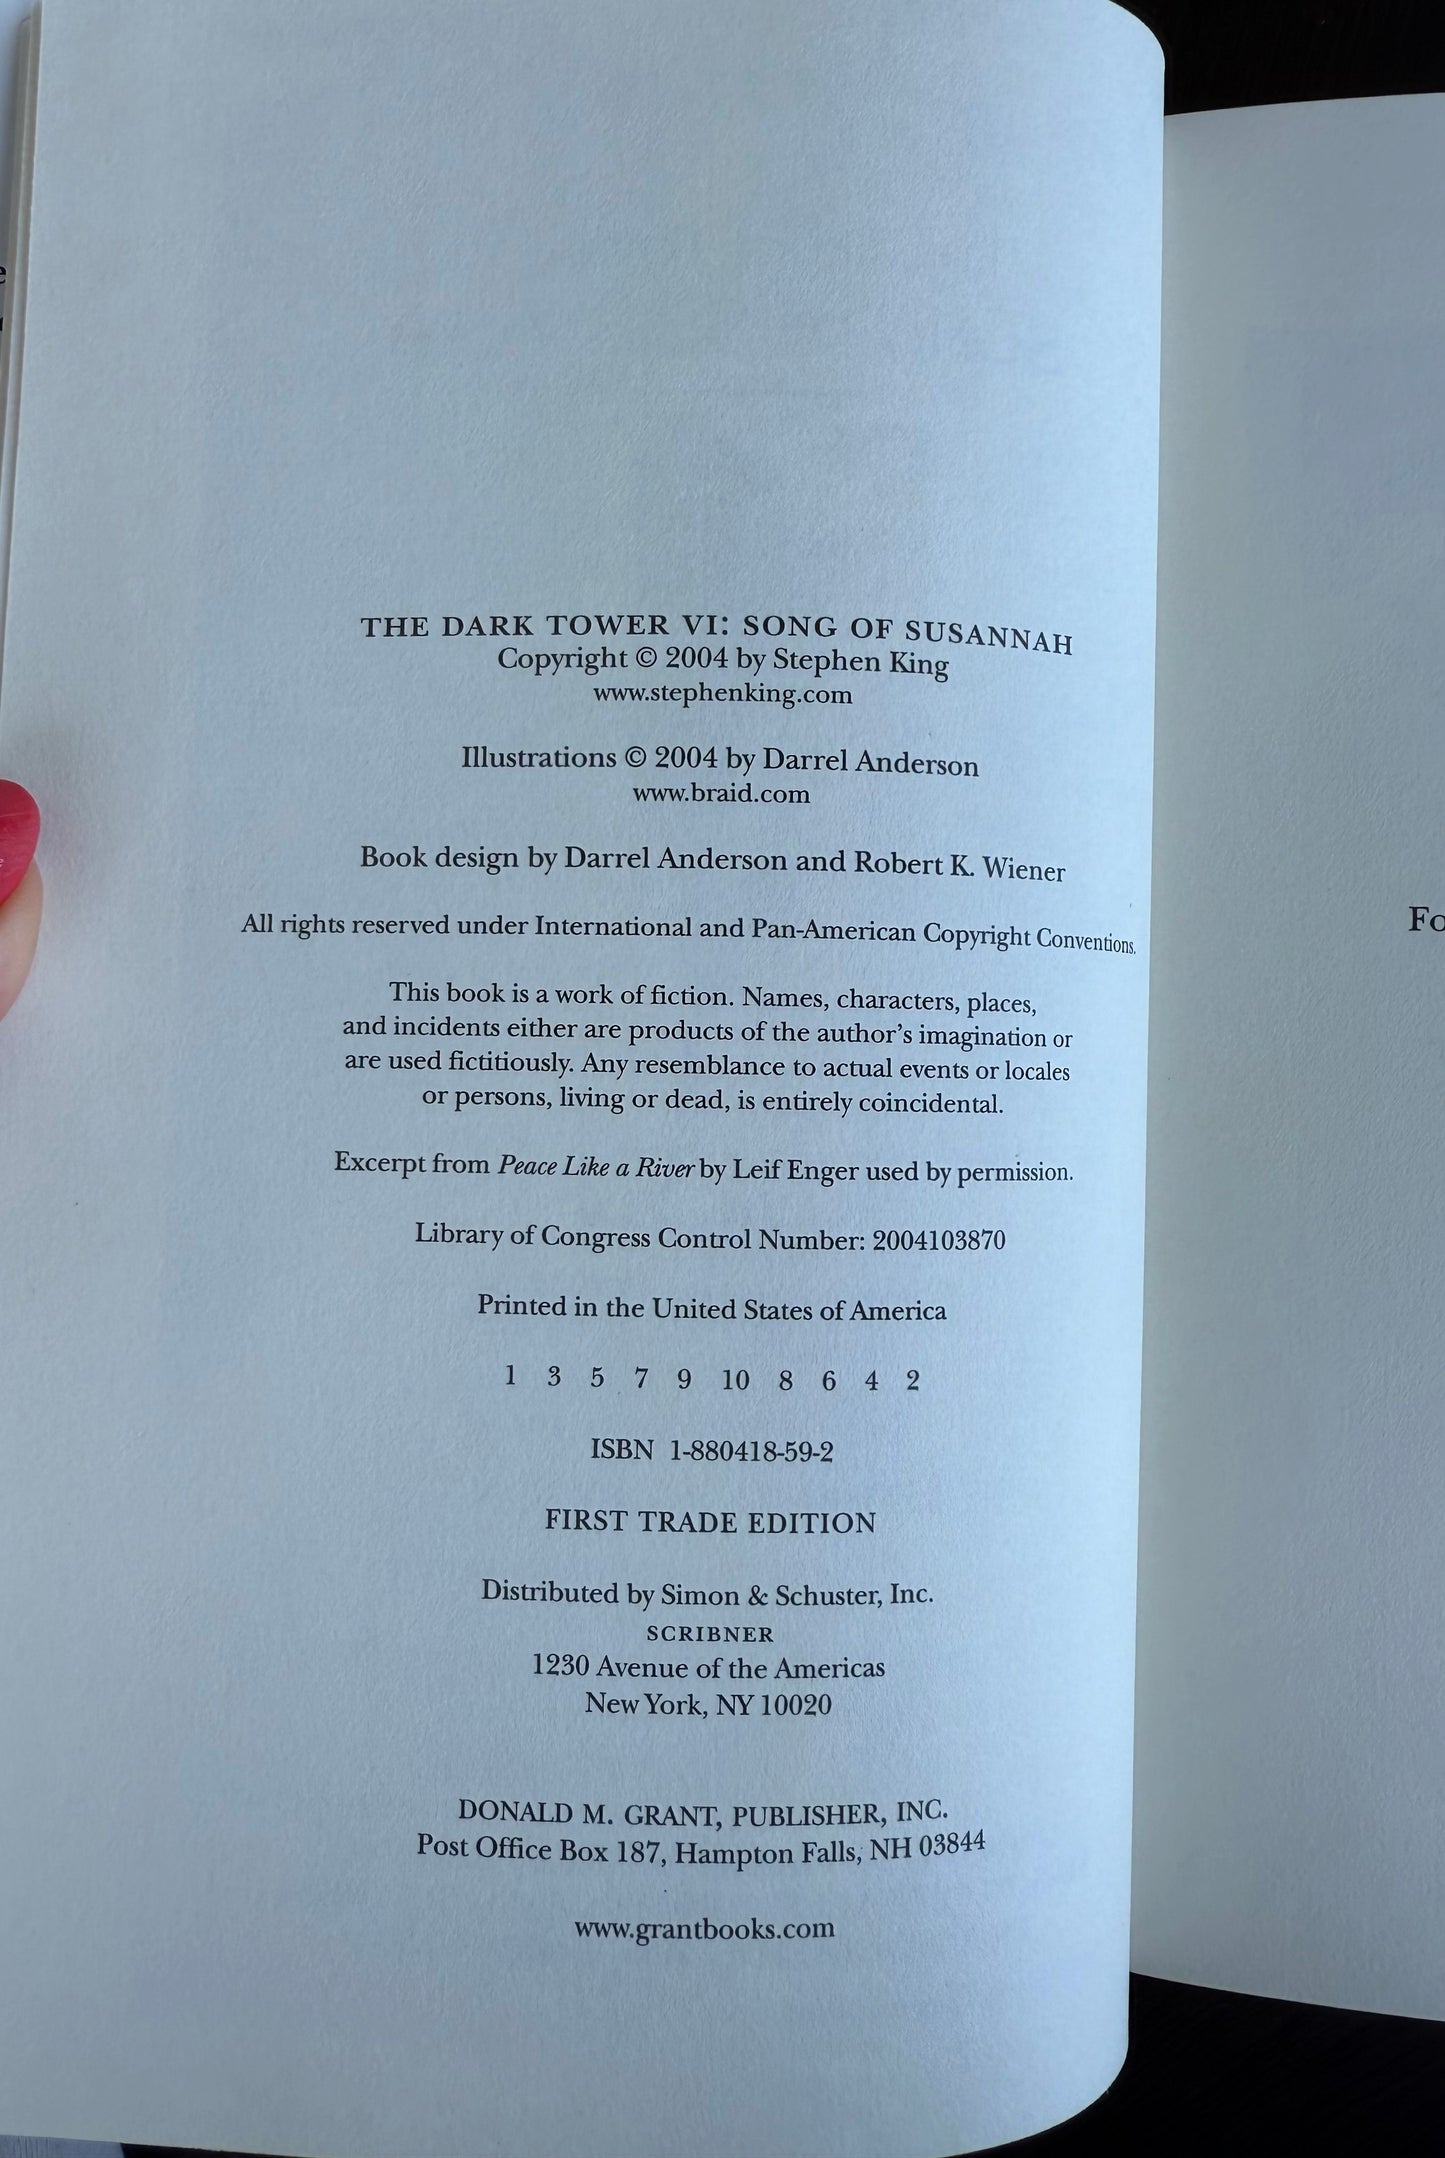 THE DARK TOWER VI: SONG OF SUSANNAH
Copyright © 2004 by Stephen King
www.stephenking.com
Illustrations © 2004 by Darrel Anderson
www.braid.com
Book design by Darrel Anderson and Robert K. Wiener
All rights reserved under International and Pan-American Copyright Conventions.
This book is a work of fiction. Names, characters, places,
and incidents either are products of the author's imagination or
are used fictitiously. Any resemblance to actual events or locales
or persons, living or dead, is entirely coincidental.
Excerpt from Peace Like a River by Leif Enger used by permission.
Library of Congress Control Number: 2004103870
Printed in the United States of America
1 3 5 7 9 10 8 6 4 2
ISBN 1-880418-59-2
FIRST TRADE EDITION
Distributed by Simon & Schuster, Inc.
SCRIBNER
1230 Avenue of the Americas
New York, NY 10020
DONALD M. GRANT, PUBLISHER, INC.
Post Office Box 187, Hampton Falls, NH 03844
www.grantbooks.com